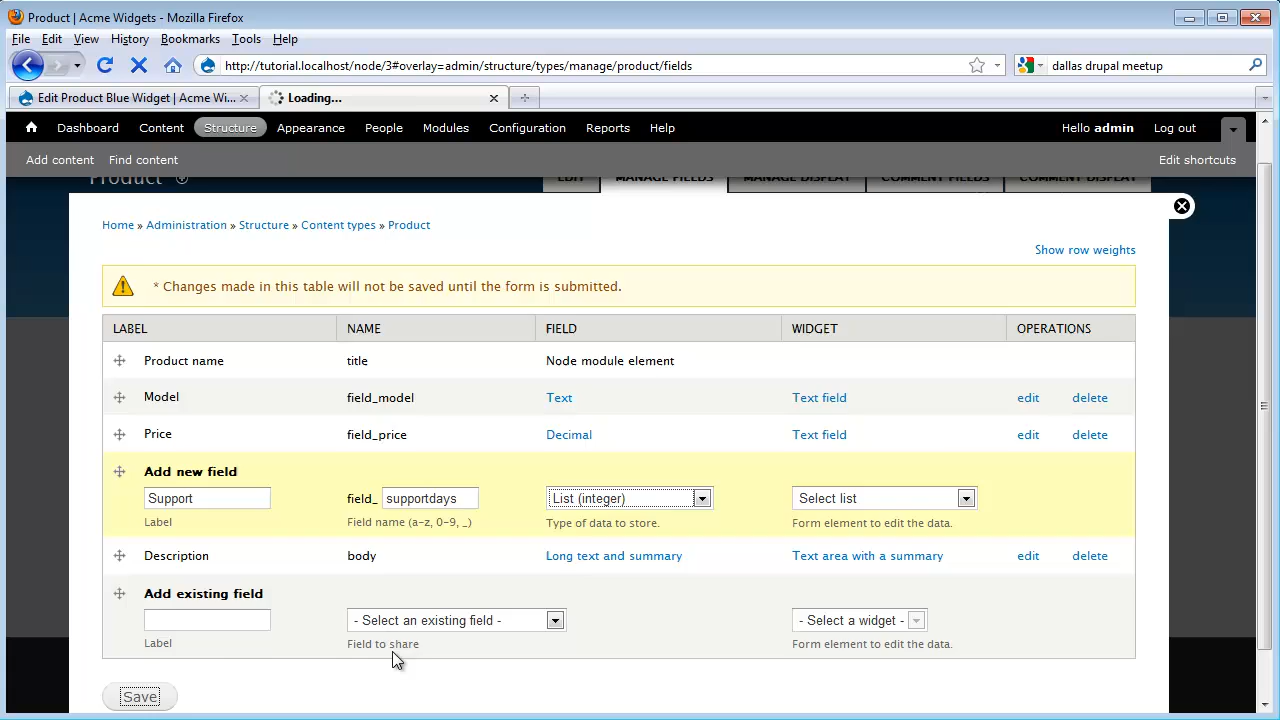 Product | Acme Widgets - Mozilla Firefox
File Edit View History Bookmarks Tools Help
http://tutorial.localhost/node/3#overlay=admin/structure/types/manage/product/fields
dallas drupal meetup
Edit Product Blue Widget | Acme Wi...
Loading...
Dashboard Content Structure Appearance People Modules Configuration Reports Help
Hello admin Log out
Add content Find content Edit shortcuts
Product
EDIT MANAGE FIELDS MANAGE DISPLAY COMMENT FIELDS COMMENT DISPLAY
Home » Administration » Structure » Content types » Product
Show row weights
* Changes made in this table will not be saved until the form is submitted.
LABEL NAME FIELD WIDGET OPERATIONS
Product name title Node module element
Model field_model Text Text field edit delete
Price field_price Decimal Text field edit delete
Add new field
Support field_ supportdays List (integer) Select list
Label Field name (a-z, 0-9, _) Type of data to store. Form element to edit the data.
Description body Long text and summary Text area with a summary edit delete
Add existing field
- Select an existing field - - Select a widget -
Label Field to share Form element to edit the data.
Save